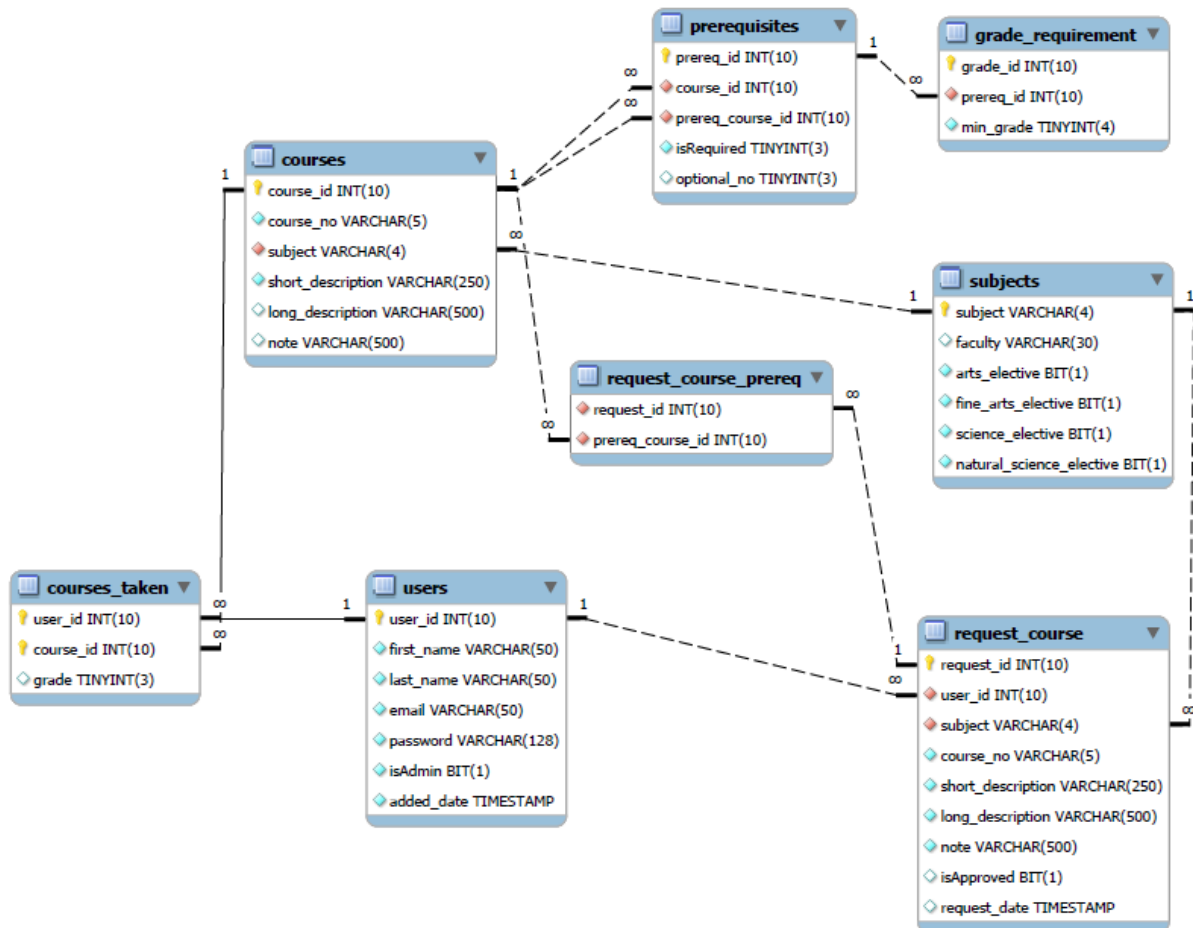 prerequisites
prereq_id INT(10)
course_id INT(10)
prereq_course_id INT(10)
isRequired TINYINT(3)
optional_no TINYINT(3)
1
∞
∞
grade_requirement
grade_id INT(10)
prereq_id INT(10)
min_grade TINYINT(4)
∞
courses
course_id INT(10)
course_no VARCHAR(5)
subject VARCHAR(4)
short_description VARCHAR(250)
long_description VARCHAR(500)
note VARCHAR(500)
1
1
∞
subjects
subject VARCHAR(4)
faculty VARCHAR(30)
arts_elective BIT(1)
fine_arts_elective BIT(1)
science_elective BIT(1)
natural_science_elective BIT(1)
1
1
request_course_prereq
request_id INT(10)
prereq_course_id INT(10)
∞
∞
courses_taken
user_id INT(10)
course_id INT(10)
grade TINYINT(3)
∞
∞
users
user_id INT(10)
first_name VARCHAR(50)
last_name VARCHAR(50)
email VARCHAR(50)
password VARCHAR(128)
isAdmin BIT(1)
added_date TIMESTAMP
1
1
request_course
request_id INT(10)
user_id INT(10)
subject VARCHAR(4)
course_no VARCHAR(5)
short_description VARCHAR(250)
long_description VARCHAR(500)
note VARCHAR(500)
isApproved BIT(1)
request_date TIMESTAMP
1
∞
∞